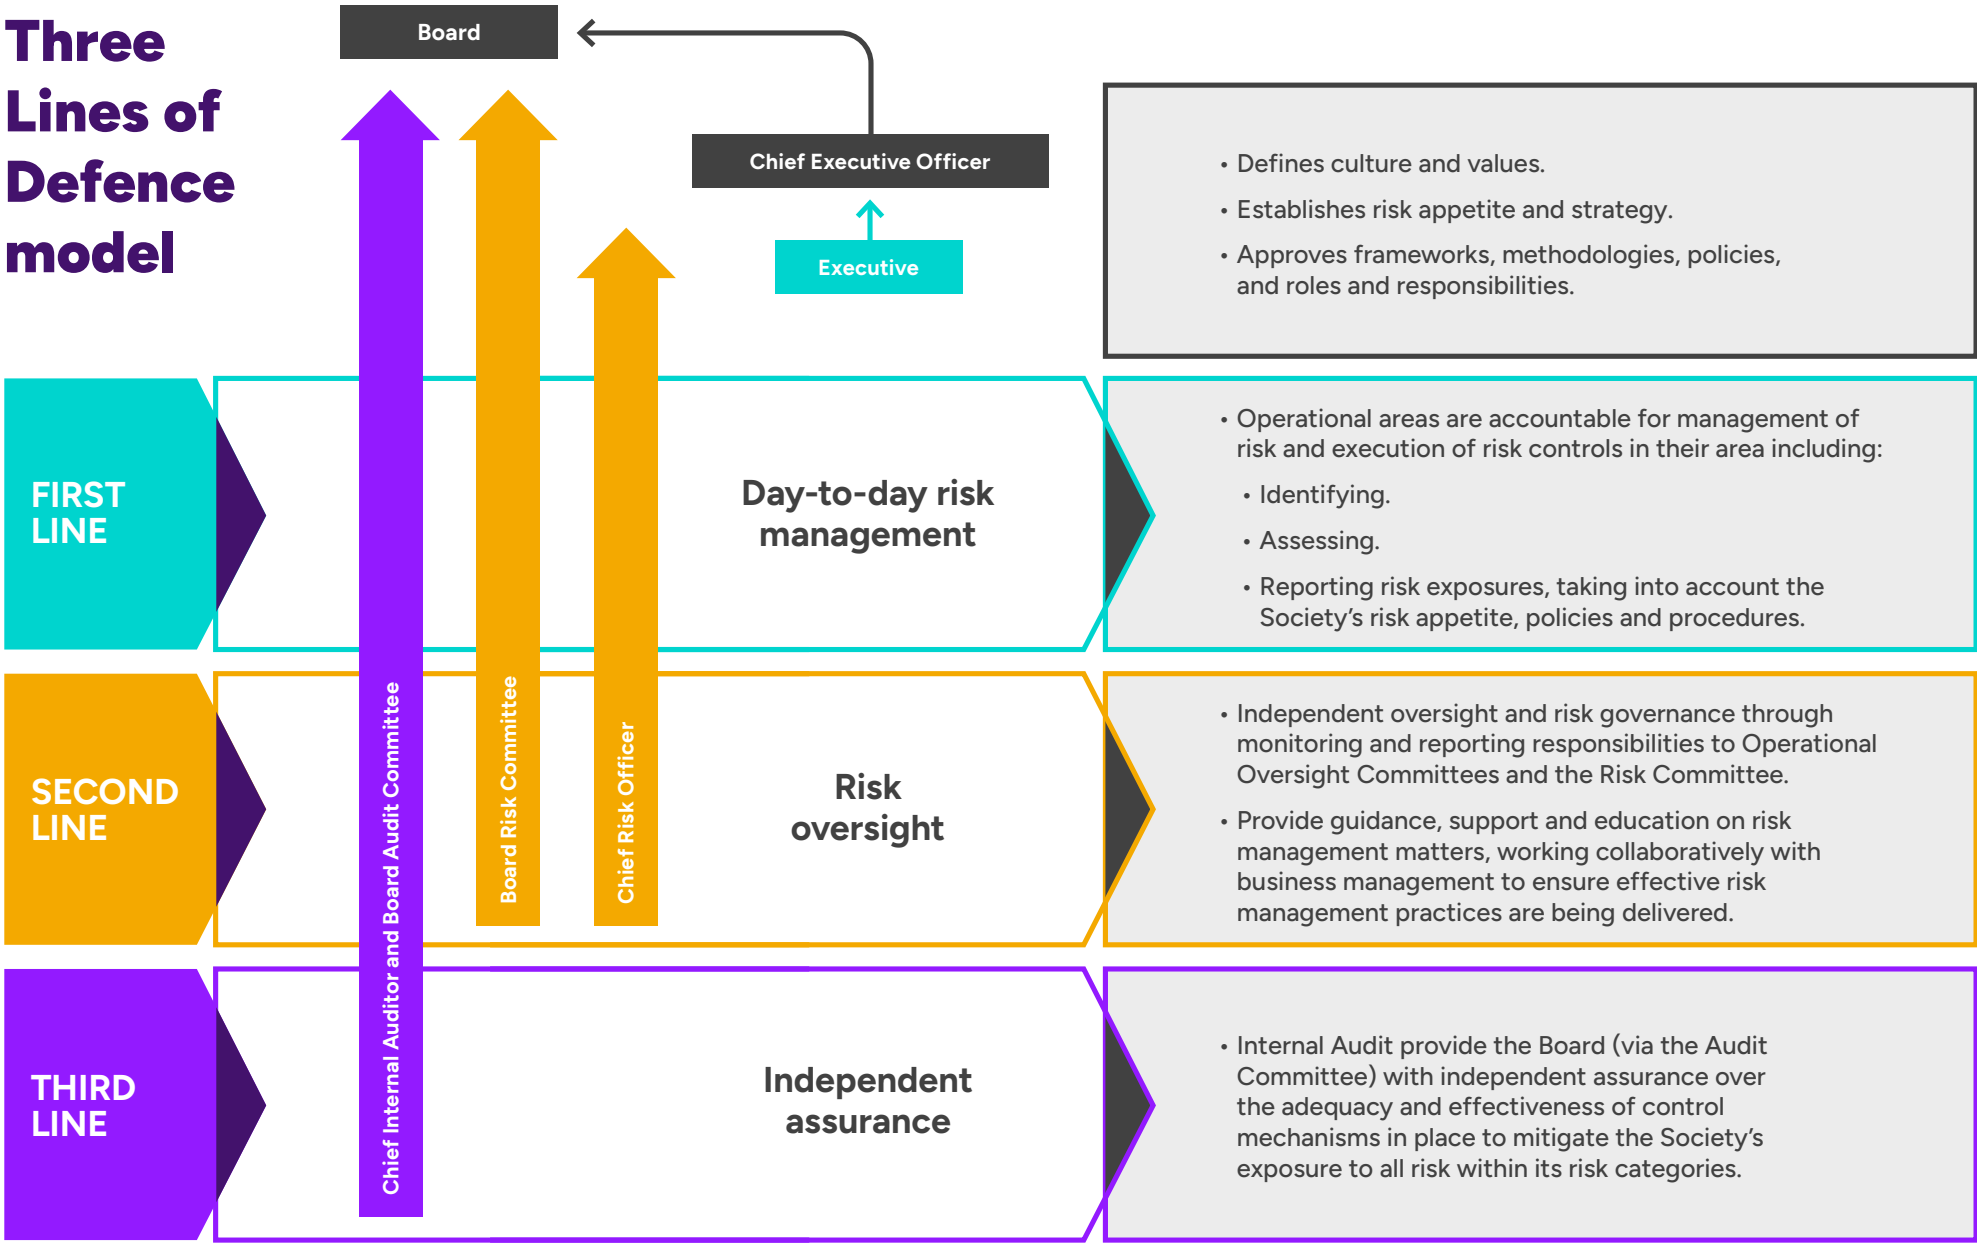 Three
Lines of
Defence
model
Board
Chief Executive Officer
Executive
• Defines culture and values.
• Establishes risk appetite and strategy.
• Approves frameworks, methodologies, policies,
and roles and responsibilities.
FIRST
LINE
Day-to-day risk
management
• Operational areas are accountable for management of
risk and execution of risk controls in their area including:
• Identifying.
• Assessing.
• Reporting risk exposures, taking into account the
Society’s risk appetite, policies and procedures.
SECOND
LINE
Chief Internal Auditor and Board Audit Committee
Board Risk Committee
Chief Risk Officer
Risk
oversight
• Independent oversight and risk governance through
monitoring and reporting responsibilities to Operational
Oversight Committees and the Risk Committee.
• Provide guidance, support and education on risk
management matters, working collaboratively with
business management to ensure effective risk
management practices are being delivered.
THIRD
LINE
Independent
assurance
• Internal Audit provide the Board (via the Audit
Committee) with independent assurance over
the adequacy and effectiveness of control
mechanisms in place to mitigate the Society’s
exposure to all risk within its risk categories.